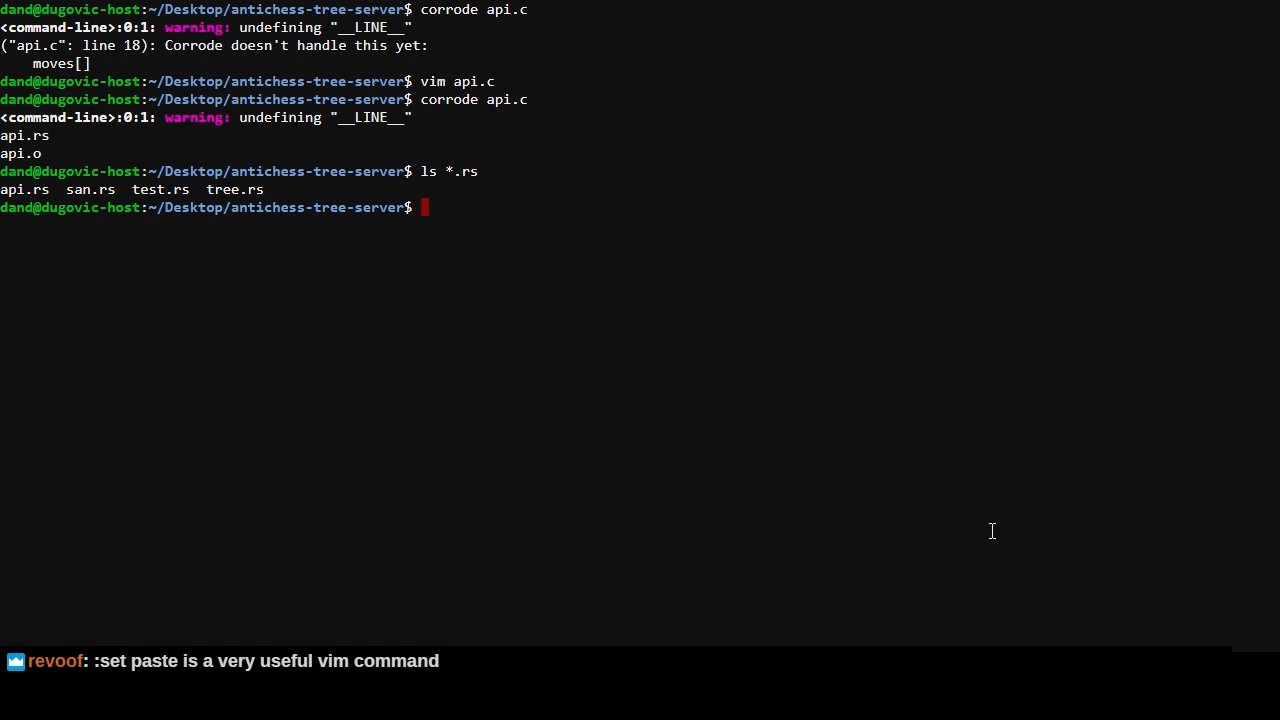 dand@dugovic-host:~/Desktop/antichess-tree-server$ corrode api.c
<command-line>:0:1: warning: undefining "__LINE__"
("api.c": line 18): Corrode doesn't handle this yet:
    moves[]
dand@dugovic-host:~/Desktop/antichess-tree-server$ vim api.c
dand@dugovic-host:~/Desktop/antichess-tree-server$ corrode api.c
<command-line>:0:1: warning: undefining "__LINE__"
api.rs
api.o
dand@dugovic-host:~/Desktop/antichess-tree-server$ ls *.rs
api.rs  san.rs  test.rs  tree.rs
dand@dugovic-host:~/Desktop/antichess-tree-server$
revoof: :set paste is a very useful vim command